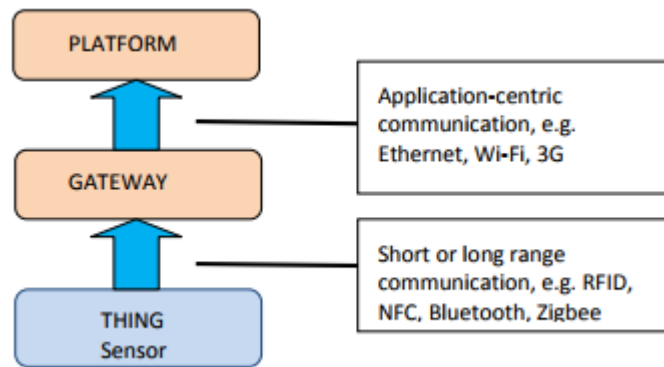 PLATFORM
Application-centric
communication, e.g.
Ethernet, Wi-Fi, 3G
GATEWAY
Short or long range
communication, e.g. RFID,
NFC, Bluetooth, Zigbee
THING
Sensor